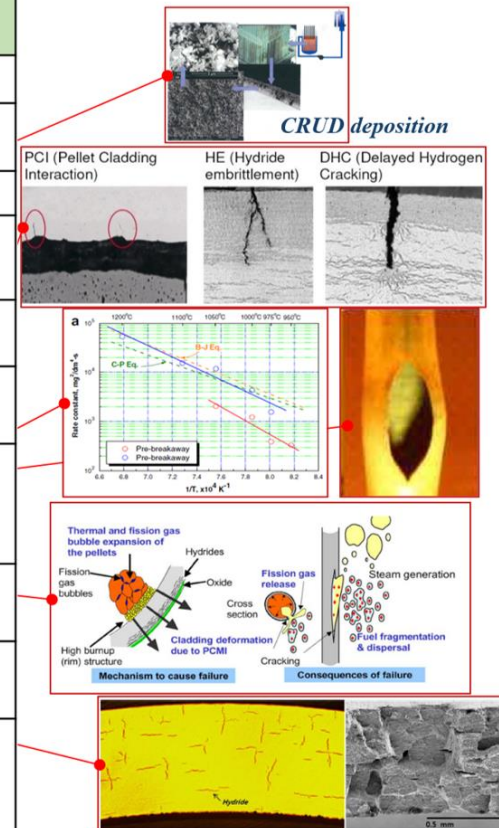 CRUD deposition
PCI (Pellet Cladding
Interaction)
HE (Hydride
embrittlement)
DHC (Delayed Hydrogen
Cracking)
a
1200°C
1100°C
1050°C
1000°C
975°C
950°C
10⁵
10⁴
10³
10²
Rate constant, mg²/dm⁴-s
B-J Eq.
C-P Eq.
Pre-breakaway
Pre-breakaway
6.6
6.8
7.0
7.2
7.4
7.6
7.8
8.0
8.2
8.4
1/T, x10⁴ K⁻¹
Thermal and fission gas
bubble expansion of
the pellets
Fission
gas
bubbles
Hydrides
Oxide
High burnup
(rim) structure
Cladding deformation
due to PCMI
Mechanism to cause failure
Fission gas
release
Cross
section
Cracking
Steam generation
Fuel fragmentation
& dispersal
Consequences of failure
Hydride
0.5 mm